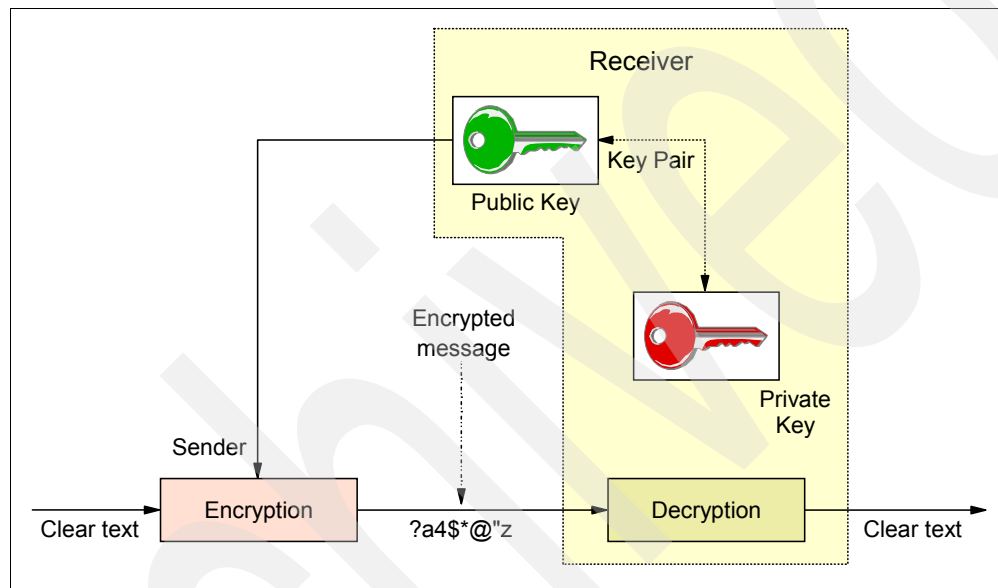 Receiver
Key Pair
Public Key
Encrypted
message
Private
Key
Sender
Encryption
Decryption
Clear text
?a4$*@"z
Clear text